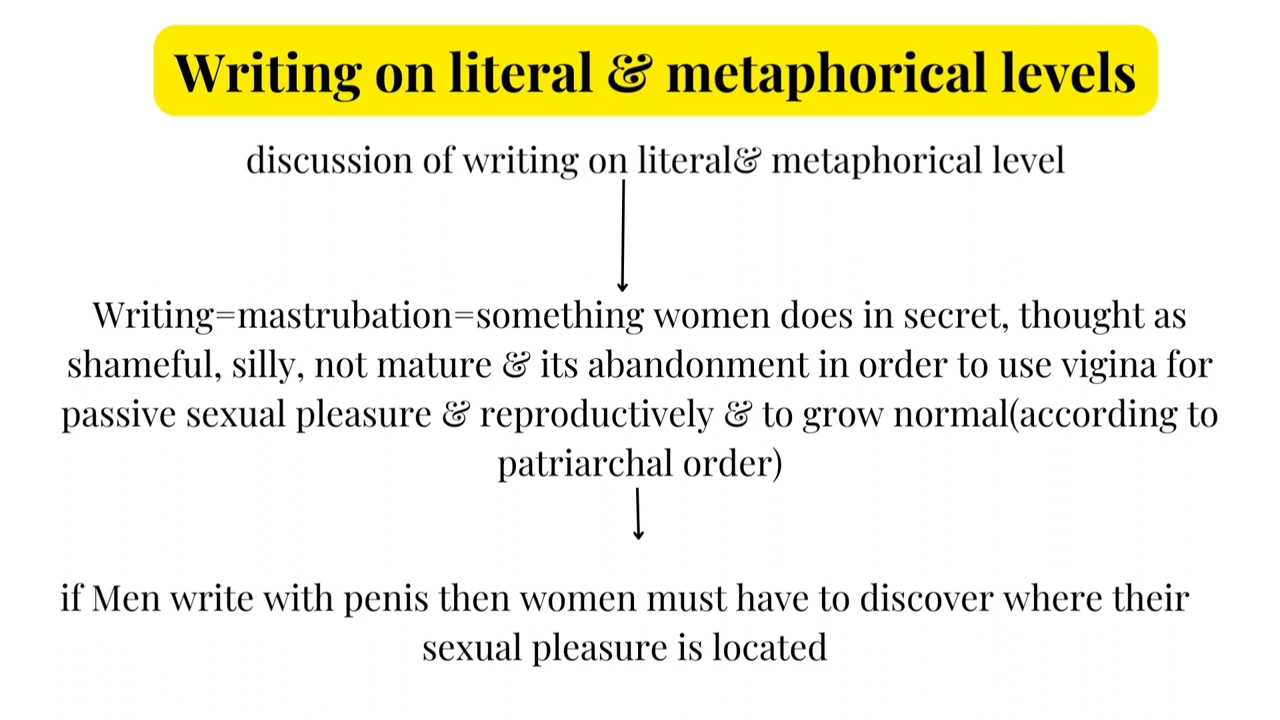 Writing on literal & metaphorical levels
discussion of writing on literal& metaphorical level
Writing=mastrubation=something women does in secret, thought as
shameful, silly, not mature & its abandonment in order to use vigina for
passive sexual pleasure & reproductively & to grow normal(according to
patriarchal order)
if Men write with penis then women must have to discover where their
sexual pleasure is located